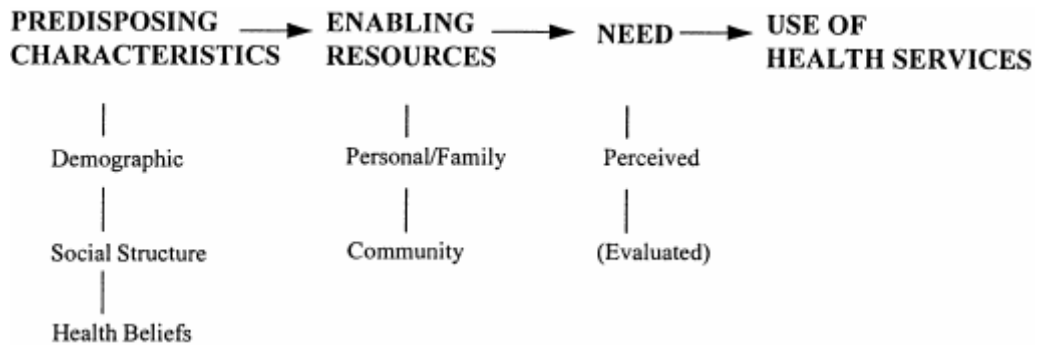 PREDISPOSING
CHARACTERISTICS
ENABLING
RESOURCES
NEED
USE OF
HEALTH SERVICES
Demographic
Personal/Family
Perceived
Social Structure
Community
(Evaluated)
Health Beliefs